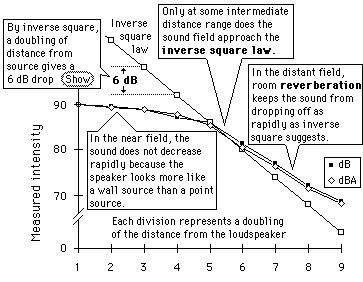 By inverse square,
a doubling of
distance from
source gives a
6 dB drop (Show)
Inverse
square
law
6 dB
Only at some intermediate
distance range does the
sound field approach the
inverse square law.
In the distant field,
room reverberation
keeps the sound from
dropping off as
rapidly as inverse
square suggests.
In the near field, the
sound does not decrease
rapidly because the
speaker looks more like
a wall source than a point
source.
Each division represents a doubling
of the distance from the loudspeaker
dB
dBA
Measured intensity
90
80
70
0
1 2 3 4 5 6 7 8 9